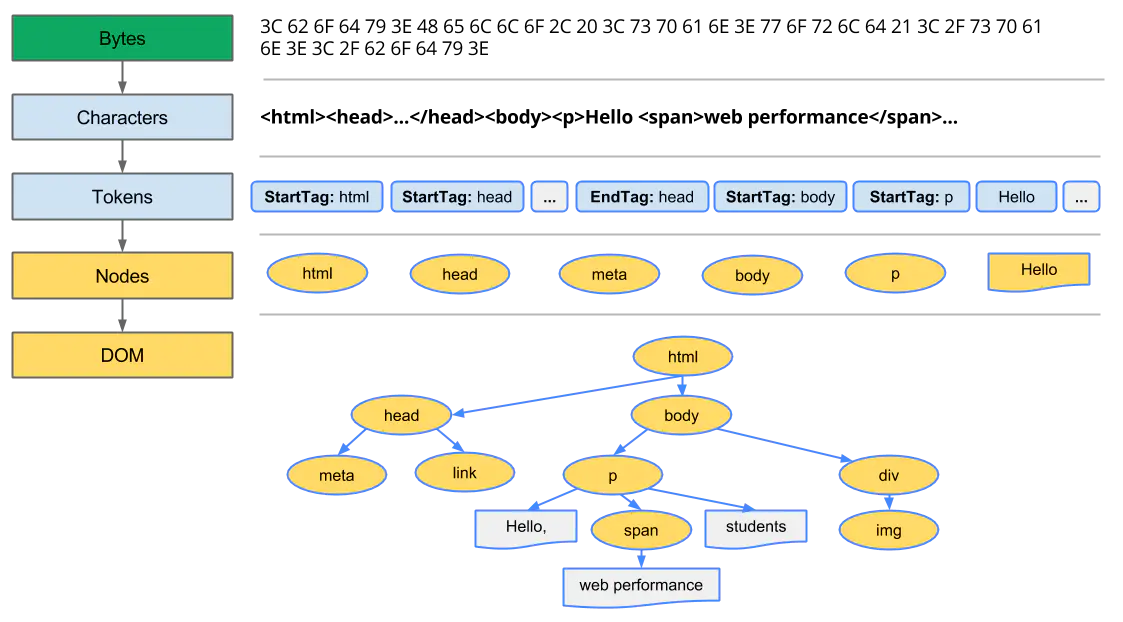 Bytes
3C 62 6F 64 79 3E 48 65 6C 6C 6F 2C 20 3C 73 70 61 6E 3E 77 6F 72 6C 64 21 3C 2F 73 70 61
6E 3E 3C 2F 62 6F 64 79 3E
Characters
<html><head>...</head><body><p>Hello <span>web performance</span>...
Tokens
StartTag: html
StartTag: head
...
EndTag: head
StartTag: body
StartTag: p
Hello
...
Nodes
html
head
meta
body
p
Hello
DOM
html
head
body
meta
link
p
div
Hello,
span
students
img
web performance